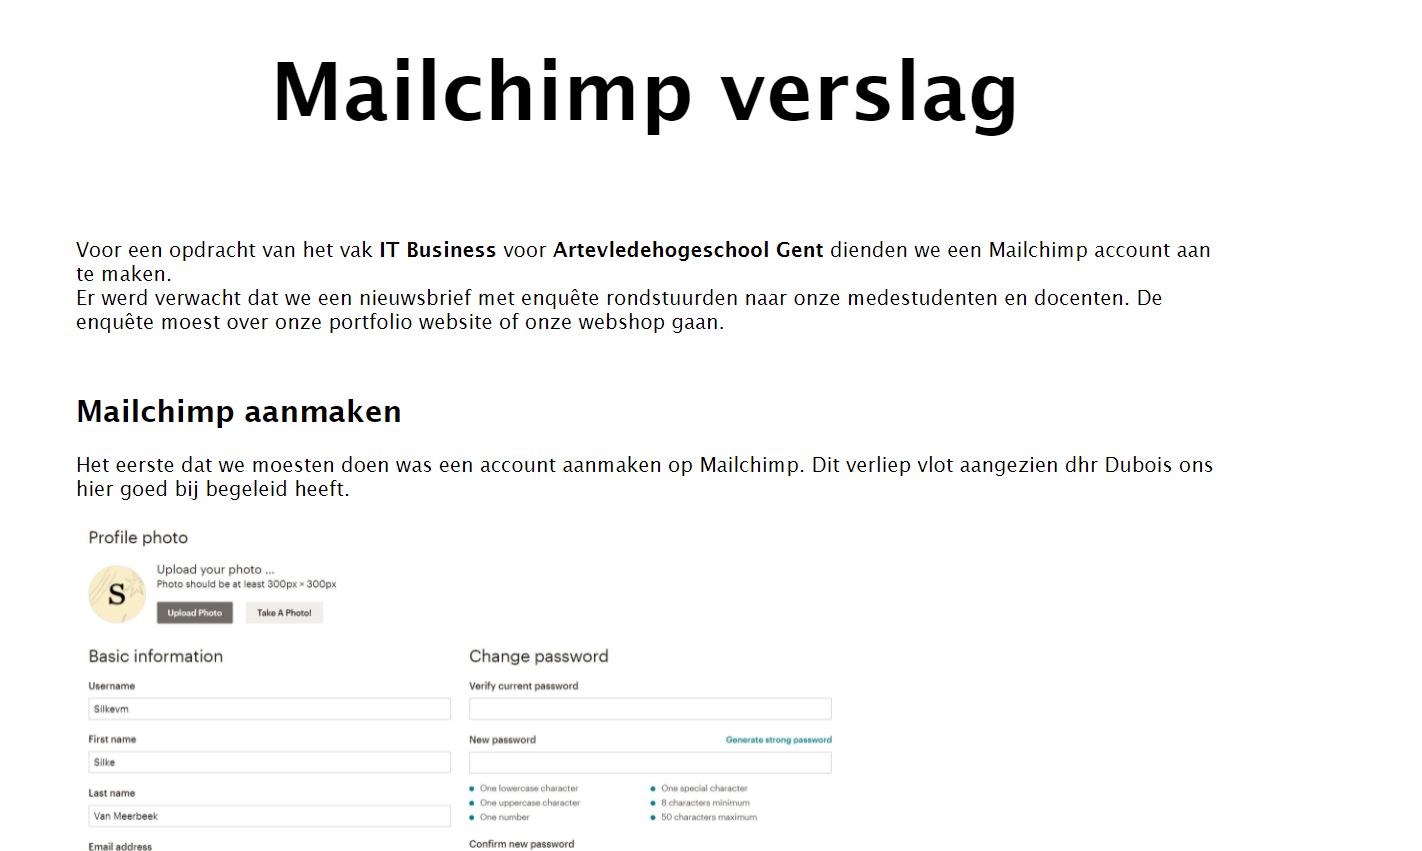 Mailchimp verslag
Voor een opdracht van het vak IT Business voor Artevledehogeschool Gent dienden we een Mailchimp account aan
te maken.
Er werd verwacht dat we een nieuwsbrief met enquête rondstuurden naar onze medestudenten en docenten. De
enquête moest over onze portfolio website of onze webshop gaan.
Mailchimp aanmaken
Het eerste dat we moesten doen was een account aanmaken op Mailchimp. Dit verliep vlot aangezien dhr Dubois ons
hier goed bij begeleid heeft.
Profile photo
S
Upload your photo ...
Photo should be at least 300px × 300px
Upload Photo
Take A Photo!
Basic information
Username
Silkevm
First name
Silke
Last name
Van Meerbeek
Email address
Change password
Verify current password
New password
Generate strong password
One lowercase character
One uppercase character
One number
One special character
8 characters minimum
50 characters maximum
Confirm new password